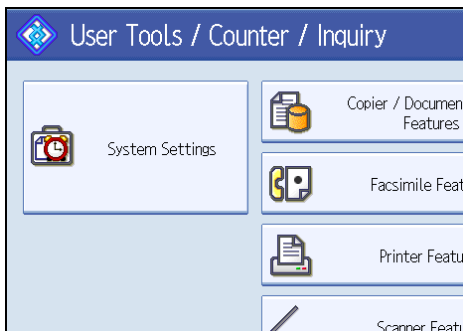 User Tools / Counter / Inquiry
System Settings
Copier / Documen
Features
Facsimile Feat
Printer Featu
Scanner Featu